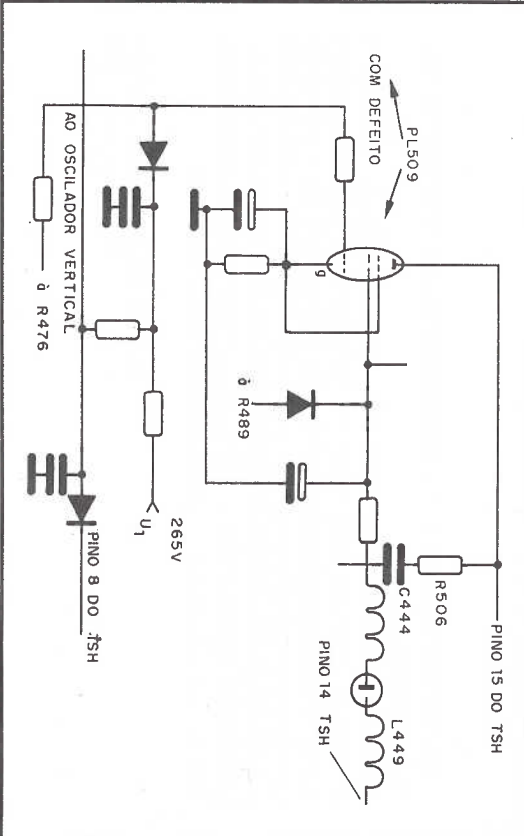 PL509
COM DEFEITO
g
AO OSCILADOR VERTICAL
à R476
à R489
265V
U1
PINO 8 DO TSH
C444
R506
PINO 15 DO TSH
L449
PINO 14 TSH